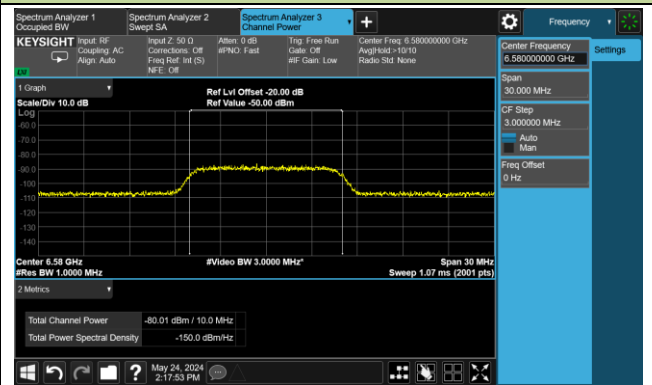 Spectrum Analyzer 1
Occupied BW
Spectrum Analyzer 2
Swept SA
Spectrum Analyzer 3
Channel Power
Frequency
KEYSIGHT
Input: RF
Coupling: AC
Align: Auto
Input Z: 50 Ω
Corrections: Off
Freq Ref: Int (S)
NFE: Off
Atten: 0 dB
#PNO: Fast
Trig: Free Run
Gate: Off
#IF Gain: Low
Center Freq: 6.580000000 GHz
Avg|Hold:>10/10
Radio Std: None
Center Frequency
6.580000000 GHz
Settings
Span
30.000 MHz
CF Step
3.000000 MHz
Auto
Man
Freq Offset
0 Hz
1 Graph
Scale/Div 10.0 dB
Ref Lvl Offset -20.00 dB
Ref Value -50.00 dBm
Log
-60.0
-70.0
-80.0
-90.0
-100
-110
-120
-130
-140
Center 6.58 GHz
#Res BW 1.0000 MHz
#Video BW 3.0000 MHz*
Span 30 MHz
Sweep 1.07 ms (2001 pts)
2 Metrics
Total Channel Power -80.01 dBm / 10.0 MHz
Total Power Spectral Density -150.0 dBm/Hz
May 24, 2024
2:17:53 PM